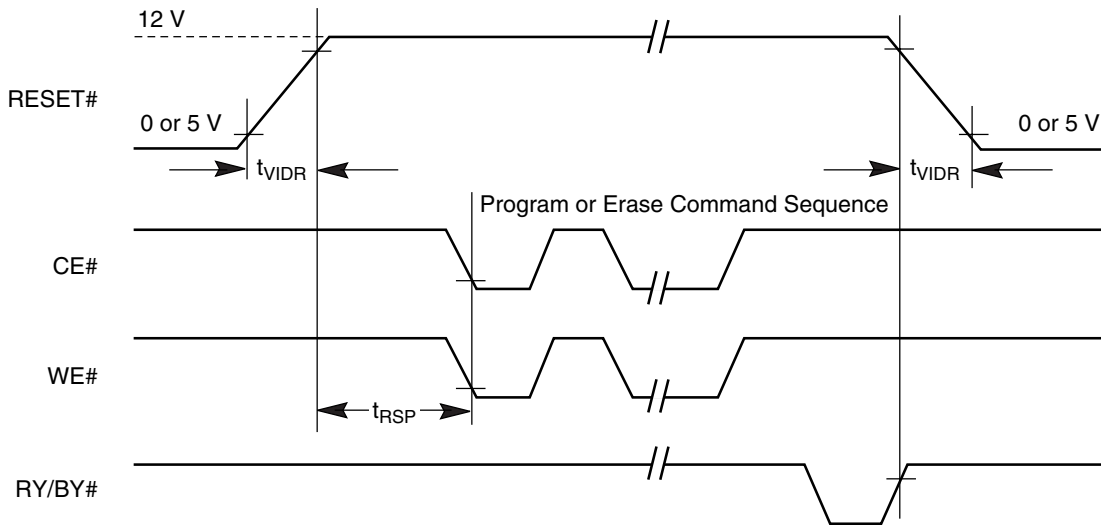 12 V
RESET#
0 or 5 V
0 or 5 V
tVIDR
tVIDR
Program or Erase Command Sequence
CE#
WE#
tRSP
RY/BY#